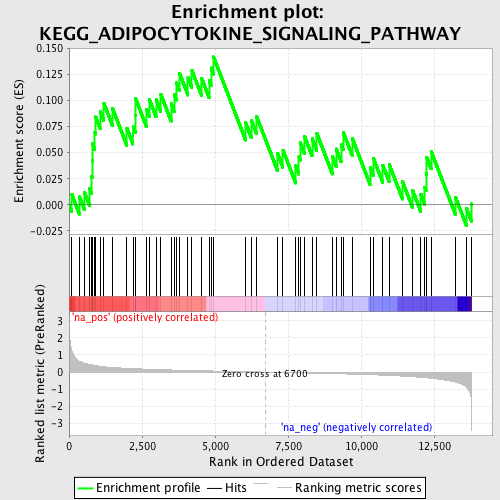 Enrichment plot:
KEGG_ADIPOCYTOKINE_SIGNALING_PATHWAY
Enrichment score (ES)
0.150
0.125
0.100
0.075
0.050
0.025
0.000
-0.025
'na_pos' (positively correlated)
Ranked list metric (PreRanked)
3
2
1
0
-1
-2
-3
Zero cross at 6700
'na_neg' (negatively correlated)
0
2,500
5,000
7,500
10,000
12,500
Rank in Ordered Dataset
Enrichment profile
Hits
Ranking metric scores